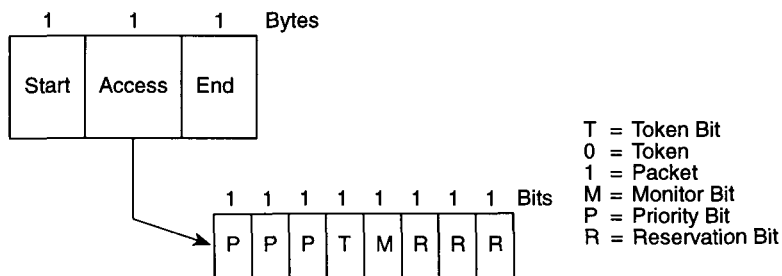 1 1 1 Bytes
Start Access End
T = Token Bit
0 = Token
1 = Packet
M = Monitor Bit
P = Priority Bit
R = Reservation Bit
1 1 1 1 1 1 1 1 Bits
P P P T M R R R